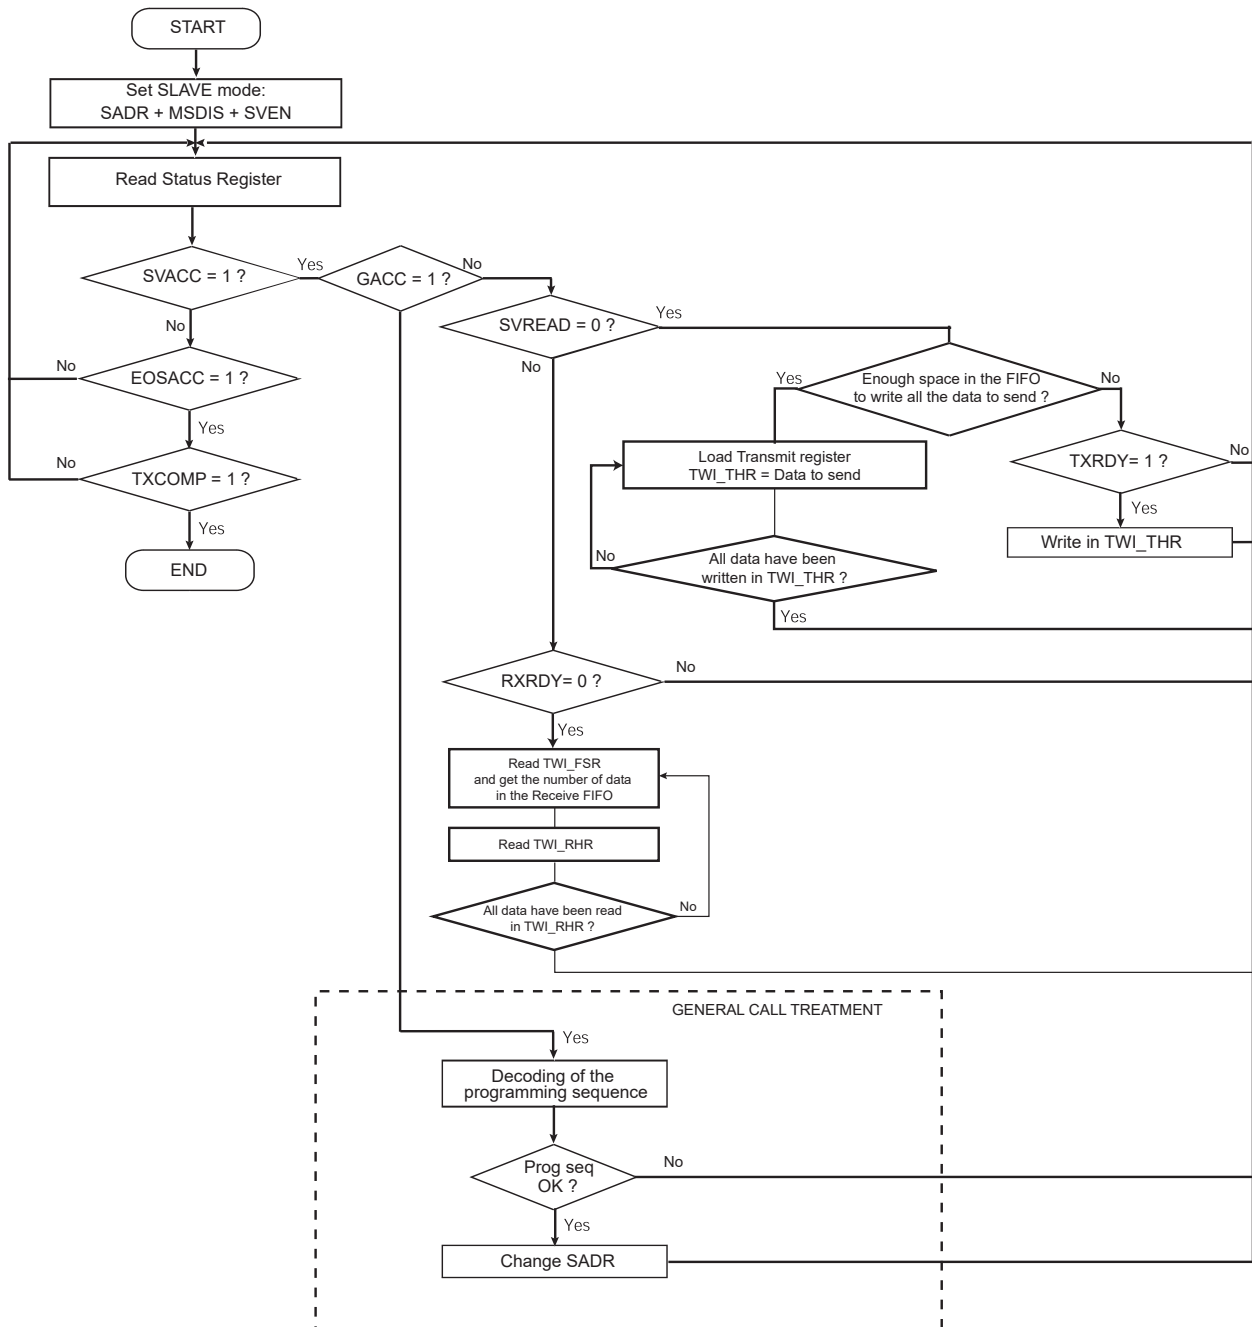 START
Set SLAVE mode:
SADR + MSDIS + SVEN
Read Status Register
SVACC = 1 ?
Yes
GACC = 1 ?
No
SVREAD = 0 ?
Yes
No
No
EOSACC = 1 ?
No
Yes
TXCOMP = 1 ?
No
Yes
END
Enough space in the FIFO
to write all the data to send ?
Yes
No
Load Transmit register
TWI_THR = Data to send
TXRDY= 1 ?
No
Yes
Write in TWI_THR
All data have been
written in TWI_THR ?
No
Yes
RXRDY= 0 ?
No
Yes
Read TWI_FSR
and get the number of data
in the Receive FIFO
Read TWI_RHR
All data have been read
in TWI_RHR ?
No
GENERAL CALL TREATMENT
Yes
Decoding of the
programming sequence
Prog seq
OK ?
No
Yes
Change SADR